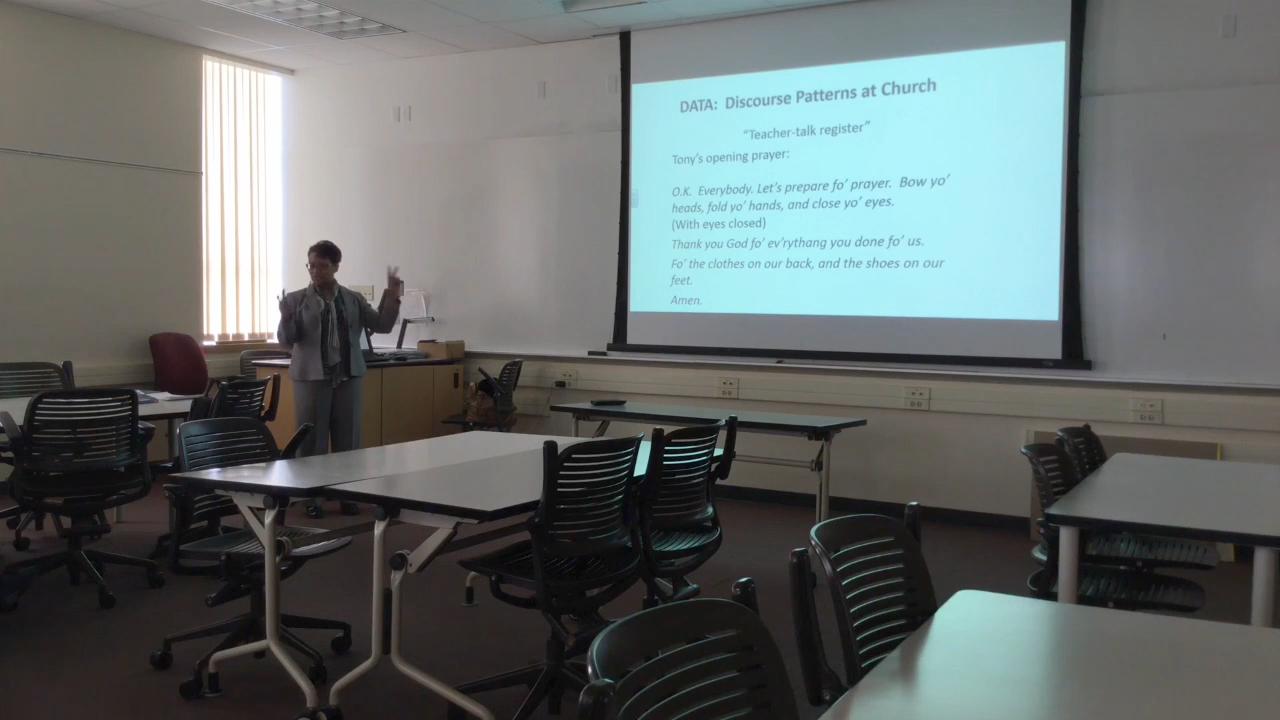 DATA:  Discourse Patterns at Church
“Teacher-talk register”
Tony’s opening prayer:
O.K.  Everybody. Let’s prepare fo’ prayer.  Bow yo’
heads, fold yo’ hands, and close yo’ eyes.
(With eyes closed)
Thank you God fo’ ev’rythang you done fo’ us.
Fo’ the clothes on our back, and the shoes on our
feet.
Amen.